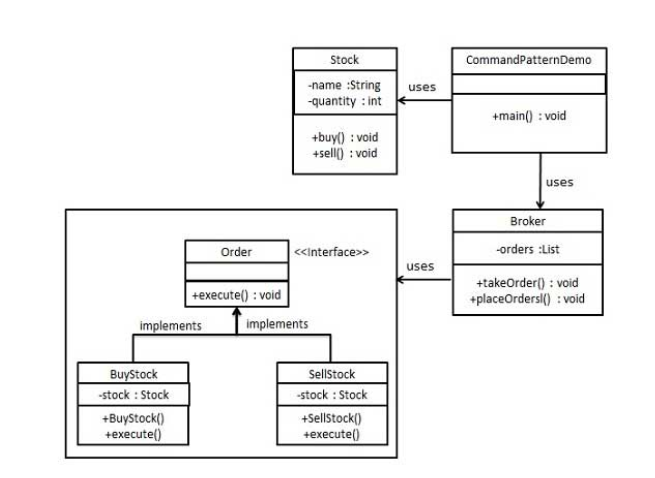 Stock
-name :String
-quantity : int
+buy() : void
+sell() : void
uses
CommandPatternDemo
+main() : void
uses
Broker
-orders :List
+takeOrder() : void
+placeOrdersl() : void
uses
Order
<<Interface>>
+execute() : void
implements
implements
BuyStock
-stock : Stock
+BuyStock()
+execute()
SellStock
-stock : Stock
+SellStock()
+execute()